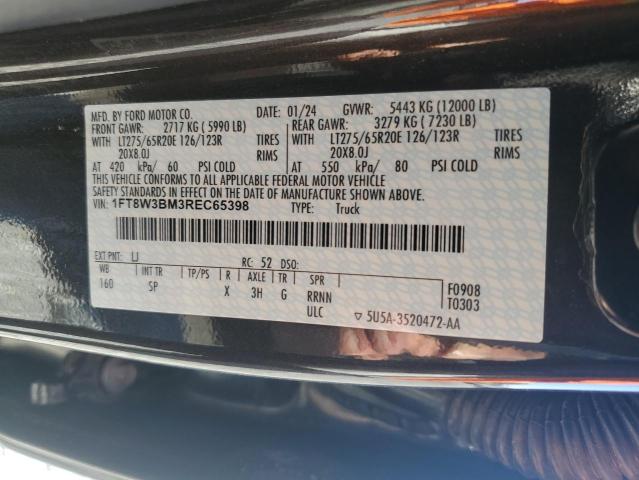 MFD. BY FORD MOTOR CO. DATE: 01/24 GVWR: 5443 KG (12000 LB)
FRONT GAWR: 2717 KG (5990 LB) REAR GAWR: 3279 KG (7230 LB)
WITH LT275/65R20E 126/123R TIRES WITH LT275/65R20E 126/123R TIRES
20X8.0J RIMS 20X8.0J RIMS
AT 420 kPa/ 60 PSI COLD AT 550 kPa/ 80 PSI COLD
THIS VEHICLE CONFORMS TO ALL APPLICABLE FEDERAL MOTOR VEHICLE
SAFETY STANDARDS IN EFFECT ON THE DATE OF MANUFACTURE SHOWN ABOVE.
VIN: 1FT8W3BM3REC65398 TYPE: Truck
EXT PNT: UJ RC: 52 DSO:
WB INT TR TP/PS R AXLE TR SPR F0908
160 SP X 3H G RRNN T0303
ULC ▽ 5U5A-3520472-AA